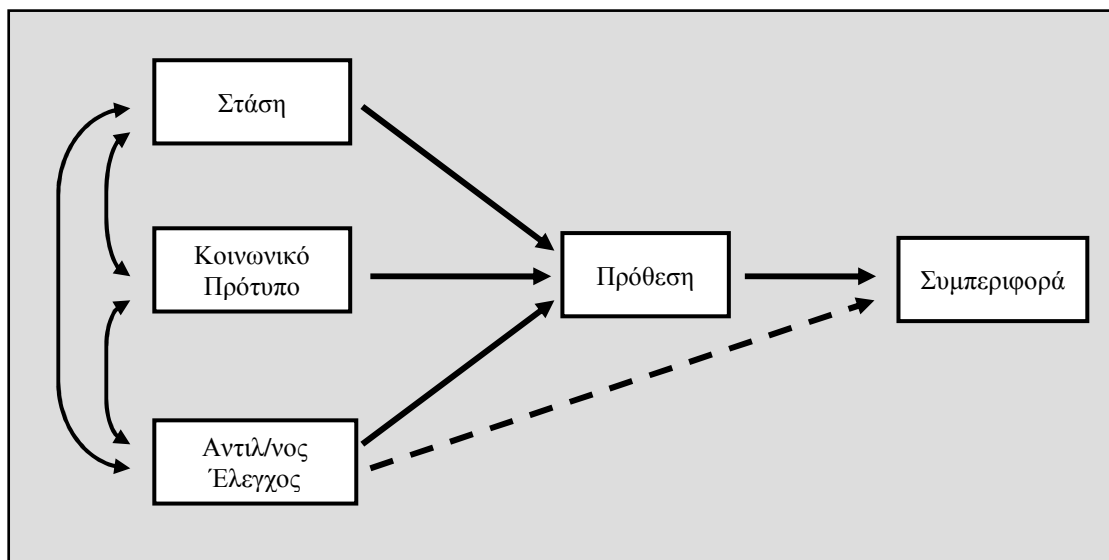 Στάση
Κοινωνικό
Πρότυπο
Πρόθεση
Συμπεριφορά
Αντιλ/νος
Έλεγχος